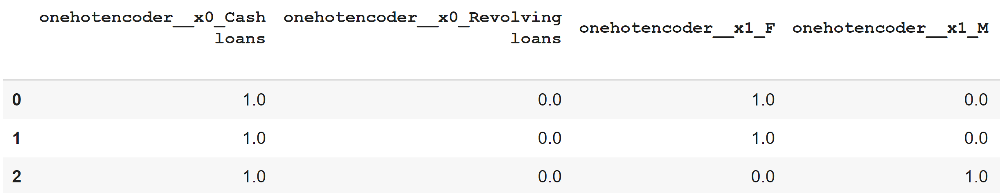 onehotencoder__x0_Cash loans onehotencoder__x0_Revolving loans onehotencoder__x1_F onehotencoder__x1_M
0 1.0 0.0 1.0 0.0
1 1.0 0.0 1.0 0.0
2 1.0 0.0 0.0 1.0